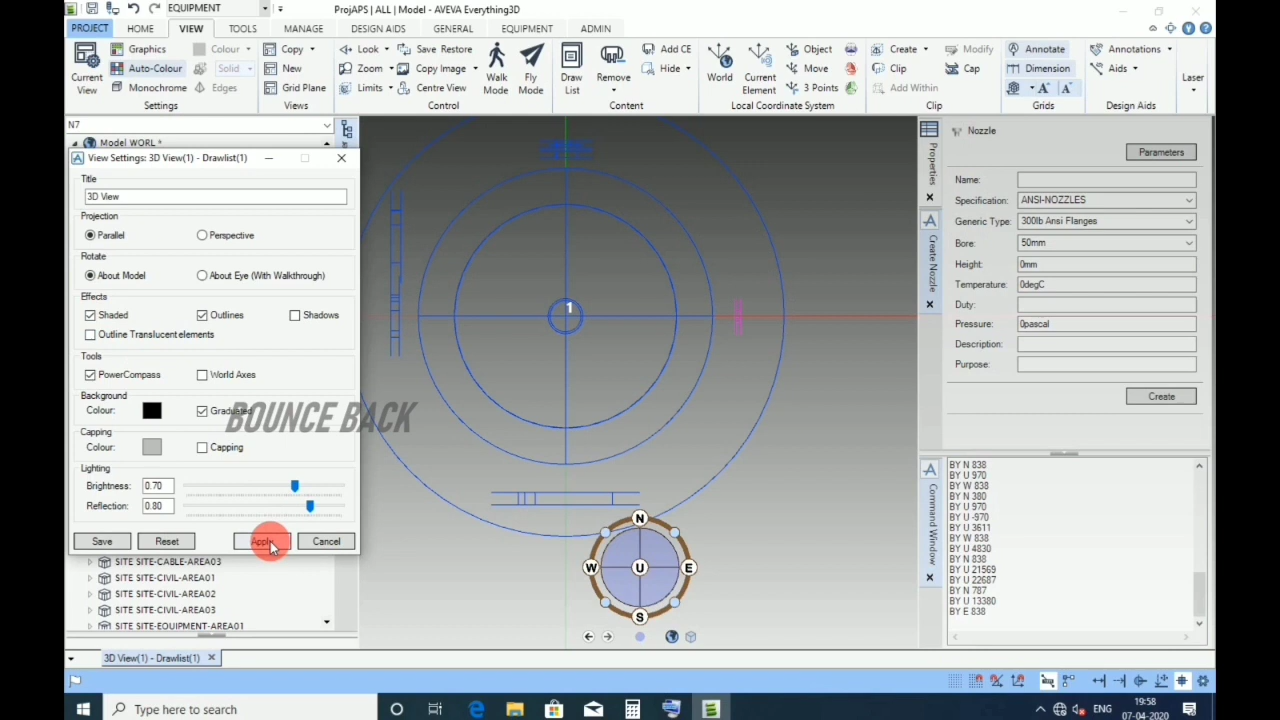 EQUIPMENT
ProjAPS | ALL | Model - AVEVA Everything3D
PROJECT HOME VIEW TOOLS MANAGE DESIGN AIDS GENERAL EQUIPMENT ADMIN
Current View
Graphics
Auto-Colour
Monochrome
Colour
Solid
Edges
Settings
Copy
New
Grid Plane
Views
Look
Zoom
Limits
Save Restore
Copy Image
Centre View
Walk Mode
Fly Mode
Control
Draw List
Remove
Add CE
Hide
Content
World
Current Element
Object
Move
3 Points
Local Coordinate System
Create
Clip
Add Within
Modify
Cap
Clip
Annotate
Dimension
Grids
Annotations
Aids
Design Aids
Laser
N7
Model WORL *
View Settings: 3D View(1) - Drawlist(1)
Title
3D View
Projection
Parallel Perspective
Rotate
About Model About Eye (With Walkthrough)
Effects
Shaded Outlines Shadows
Outline Translucent elements
Tools
PowerCompass World Axes
Background
Colour: Graduated
BOUNCE BACK
Capping
Colour: Capping
Lighting
Brightness: 0.70
Reflection: 0.80
Save Reset Apply Cancel
SITE SITE-CABLE-AREA03
SITE SITE-CIVIL-AREA01
SITE SITE-CIVIL-AREA02
SITE SITE-CIVIL-AREA03
SITE SITE-EQUIPMENT-AREA01
1
N
W U E
S
Properties
Create Nozzle
Command Window
Nozzle
Parameters
Name:
Specification: ANSI-NOZZLES
Generic Type: 300lb Ansi Flanges
Bore: 50mm
Height: 0mm
Temperature: 0degC
Duty:
Pressure: 0pascal
Description:
Purpose:
Create
BY N 838
BY U 970
BY W 838
BY N 380
BY U 970
BY U -970
BY U 3611
BY W 838
BY U 4830
BY N 838
BY U 21569
BY U 22687
BY N 787
BY U 13380
BY E 838
3D View(1) - Drawlist(1)
Type here to search
ENG
19:58
07-04-2020